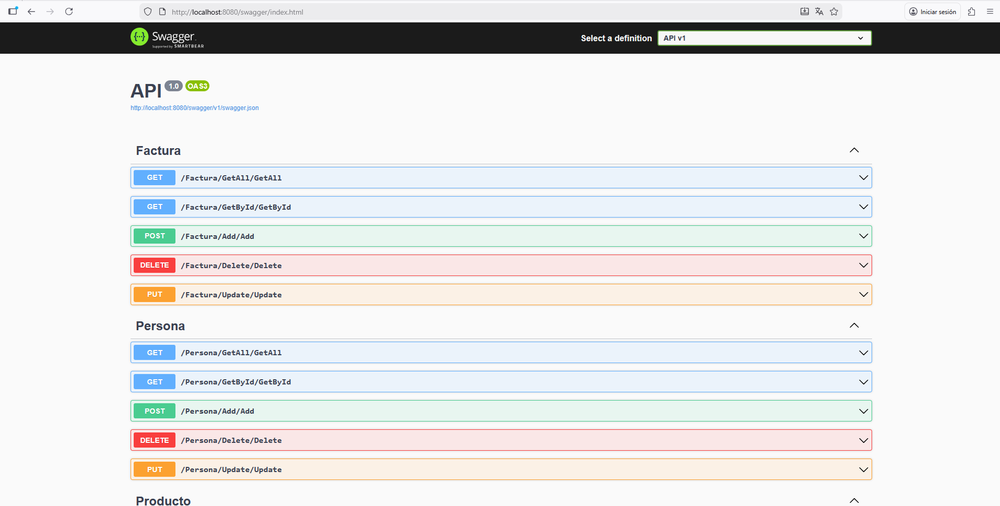 http://localhost:8080/swagger/index.html
Iniciar sesión
Swagger
Supported by SMARTBEAR
Select a definition
API v1
API 1.0 OAS3
http://localhost:8080/swagger/v1/swagger.json
Factura
GET /Factura/GetAll/GetAll
GET /Factura/GetById/GetById
POST /Factura/Add/Add
DELETE /Factura/Delete/Delete
PUT /Factura/Update/Update
Persona
GET /Persona/GetAll/GetAll
GET /Persona/GetById/GetById
POST /Persona/Add/Add
DELETE /Persona/Delete/Delete
PUT /Persona/Update/Update
Producto